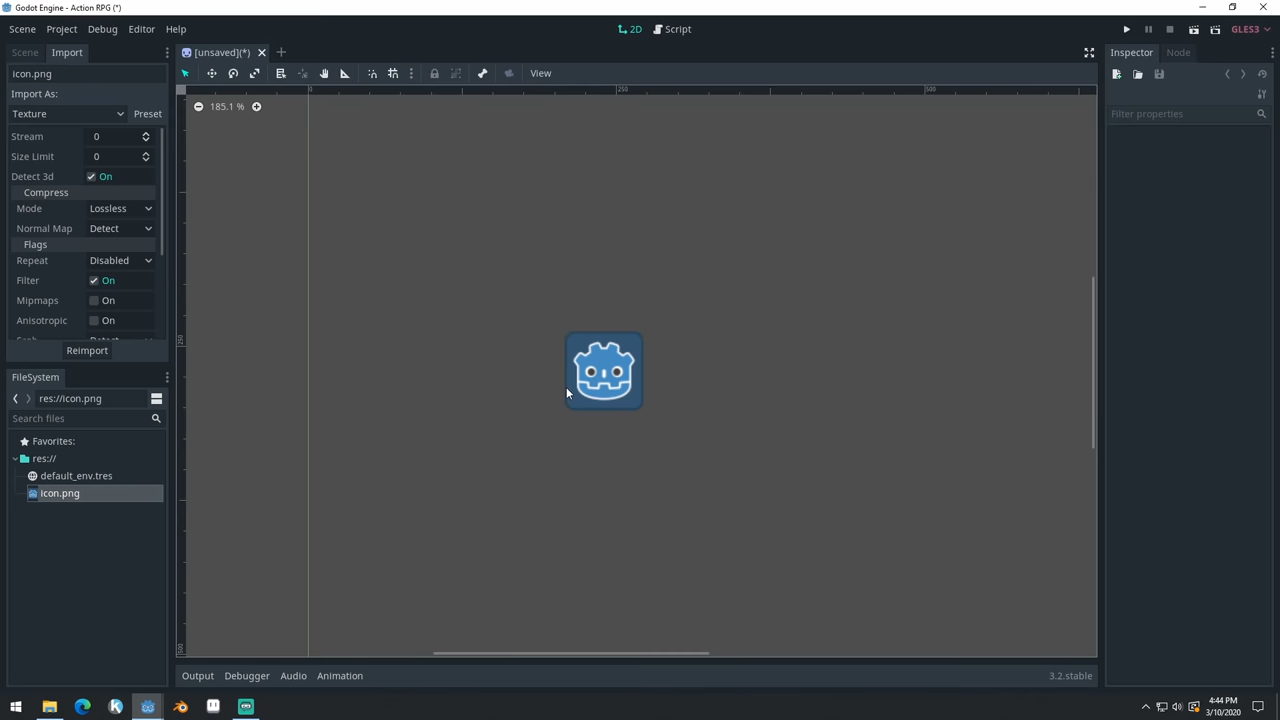 Godot Engine - Action RPG (*)
Scene Project Debug Editor Help
2D Script
GLES3
Scene Import
[unsaved](*)
Inspector Node
icon.png
View
Import As:
0 250 500
185.1 %
Texture Preset
Filter properties
Stream 0
Size Limit 0
Detect 3d On
Compress
Mode Lossless
Normal Map Detect
Flags
Repeat Disabled
Filter On
Mipmaps On
Anisotropic On
250
Reimport
FileSystem
res://icon.png
Search files
Favorites:
res://
default_env.tres
icon.png
500
Output Debugger Audio Animation
3.2.stable
4:44 PM
3/10/2020